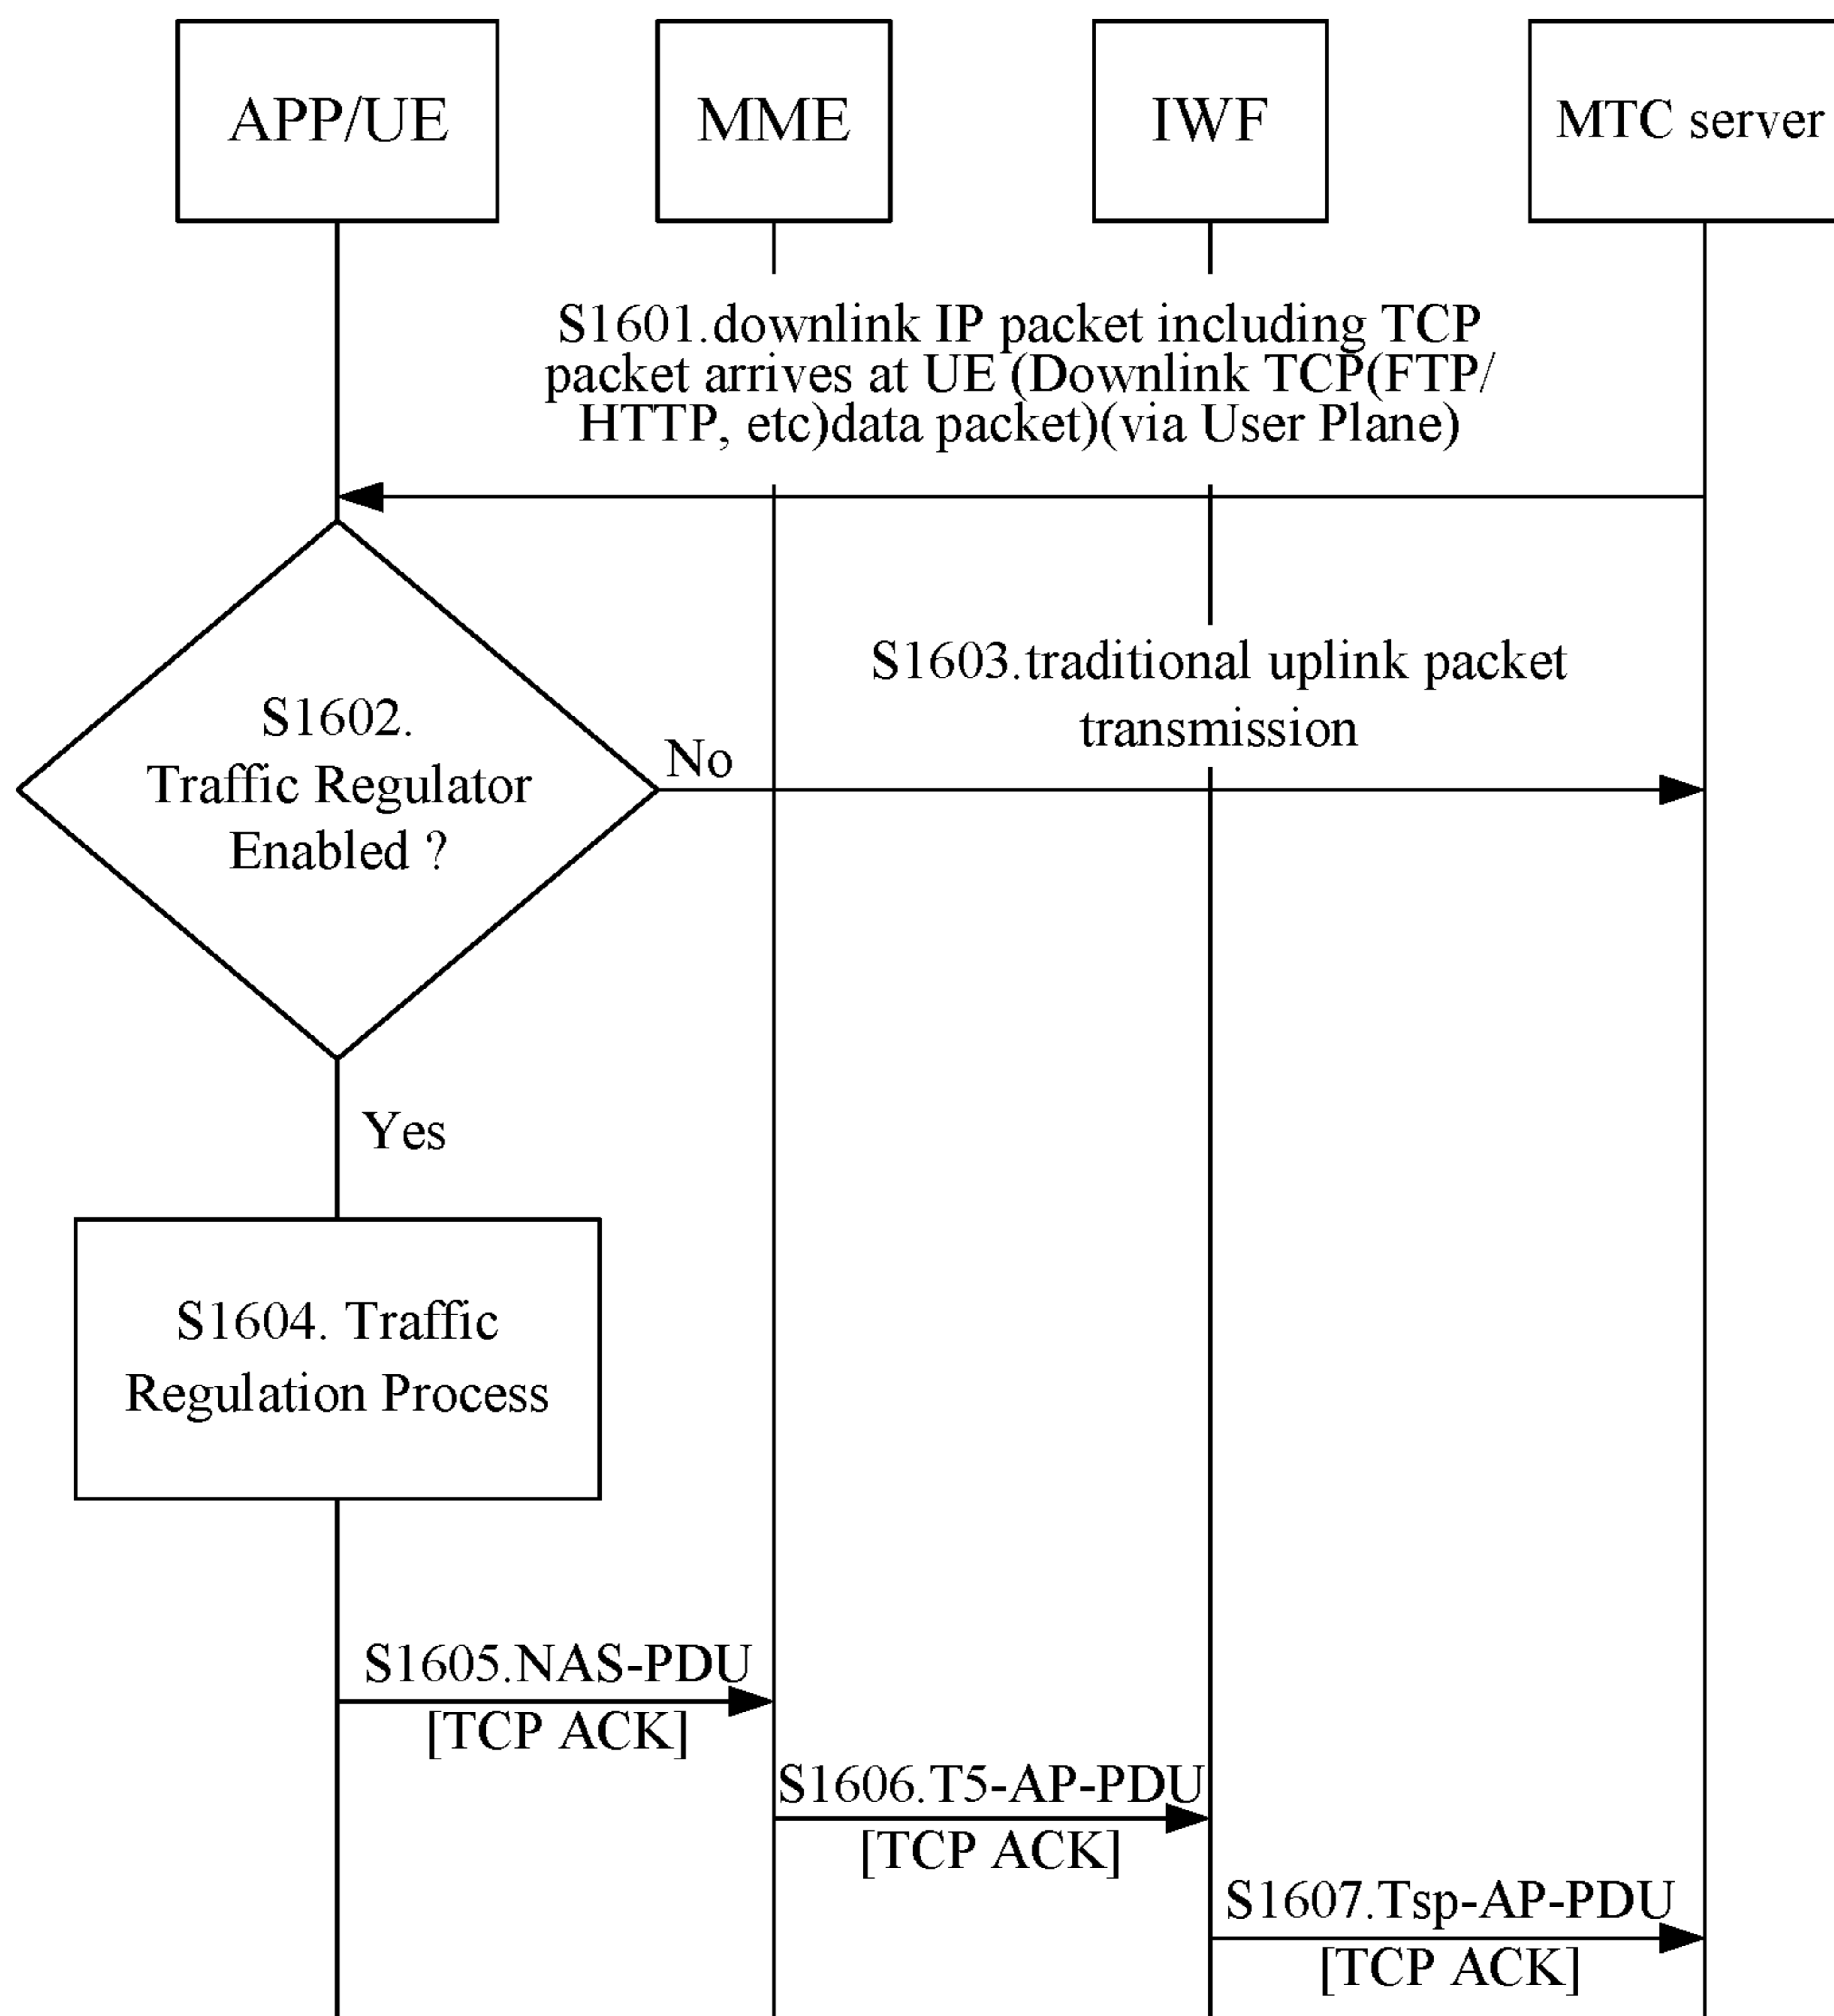 APP/UE
MME
IWF
MTC server
S1601.downlink IP packet including TCP
packet arrives at UE (Downlink TCP(FTP/
HTTP, etc)data packet)(via User Plane)
S1602.
Traffic Regulator
Enabled ?
No
S1603.traditional uplink packet
transmission
Yes
S1604. Traffic
Regulation Process
S1605.NAS-PDU
[TCP ACK]
S1606.T5-AP-PDU
[TCP ACK]
S1607.Tsp-AP-PDU
[TCP ACK]